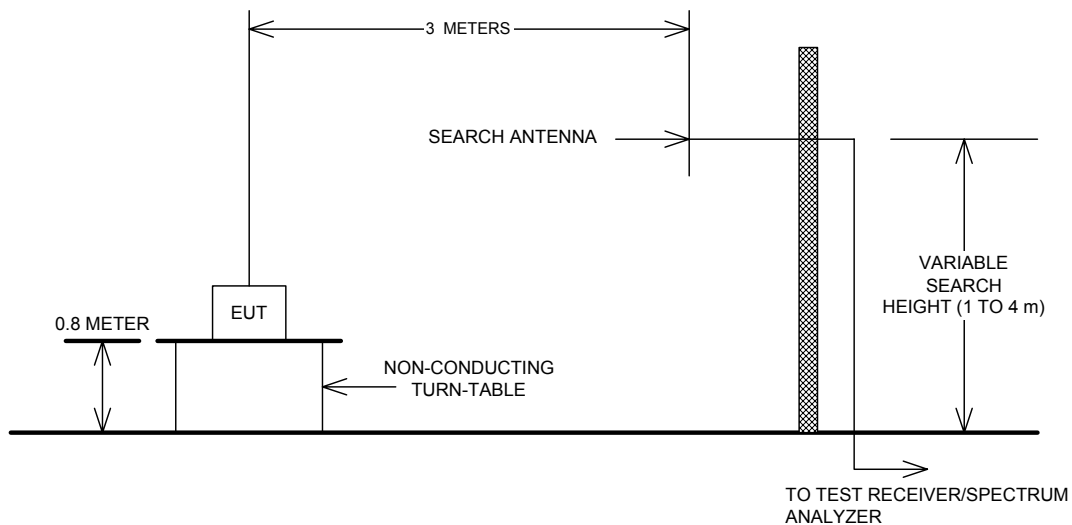 3 METERS
SEARCH ANTENNA
EUT
0.8 METER
NON-CONDUCTING
TURN-TABLE
VARIABLE
SEARCH
HEIGHT (1 TO 4 m)
TO TEST RECEIVER/SPECTRUM
ANALYZER